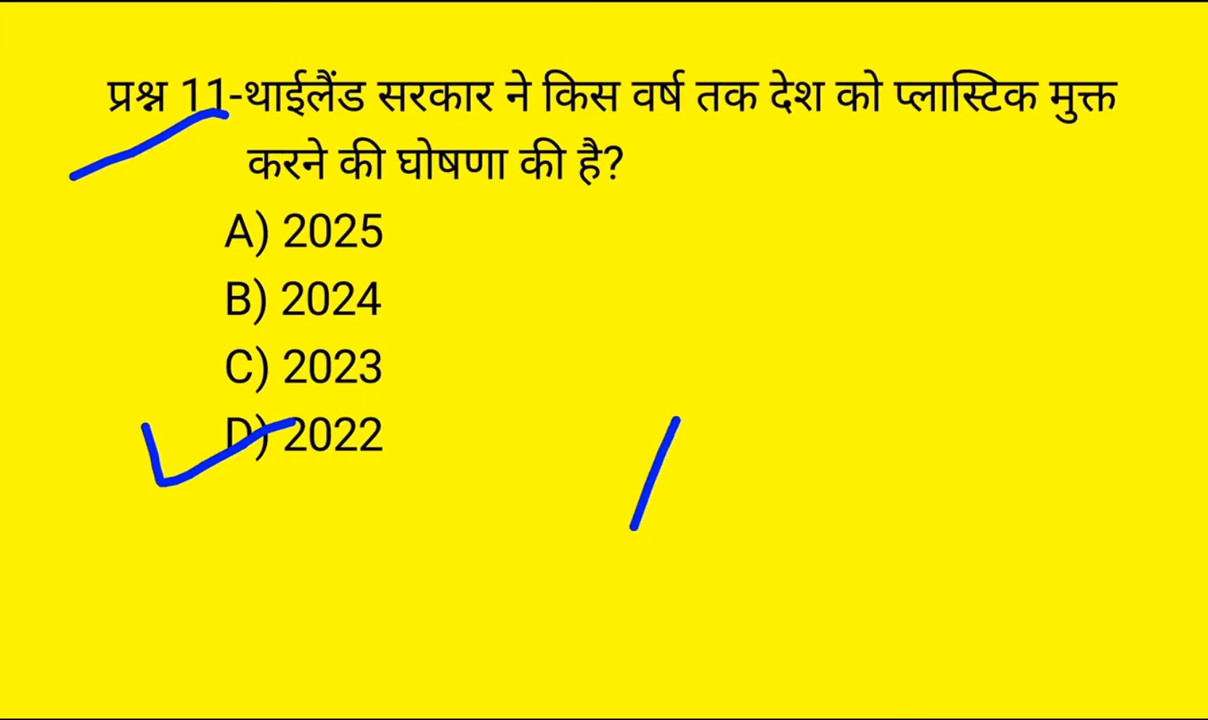 प्रश्न 11-थाईलैंड सरकार ने किस वर्ष तक देश को प्लास्टिक मुक्त
करने की घोषणा की है?
A) 2025
B) 2024
C) 2023
D) 2022